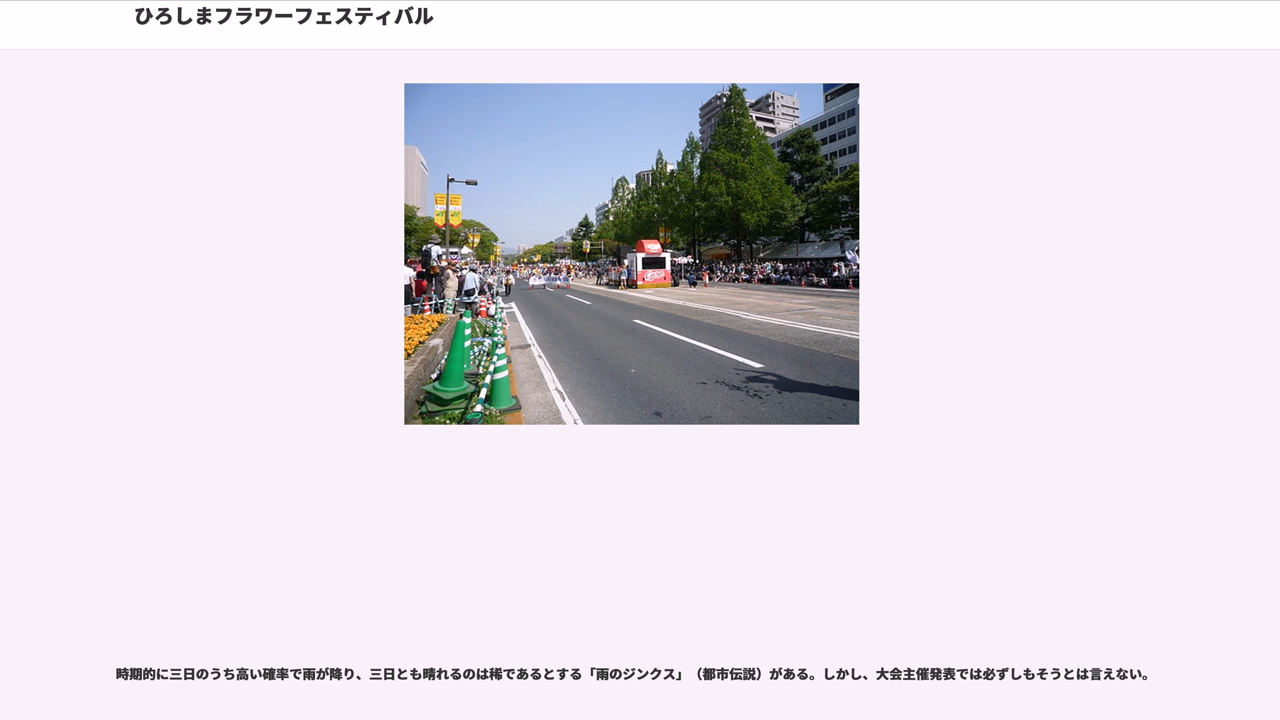 ひろしまフラワーフェスティバル
Carp
時期的に三日のうち高い確率で雨が降り、三日とも晴れるのは稀であるとする「雨のジンクス」（都市伝説）がある。しかし、大会主催発表では必ずしもそうとは言えない。